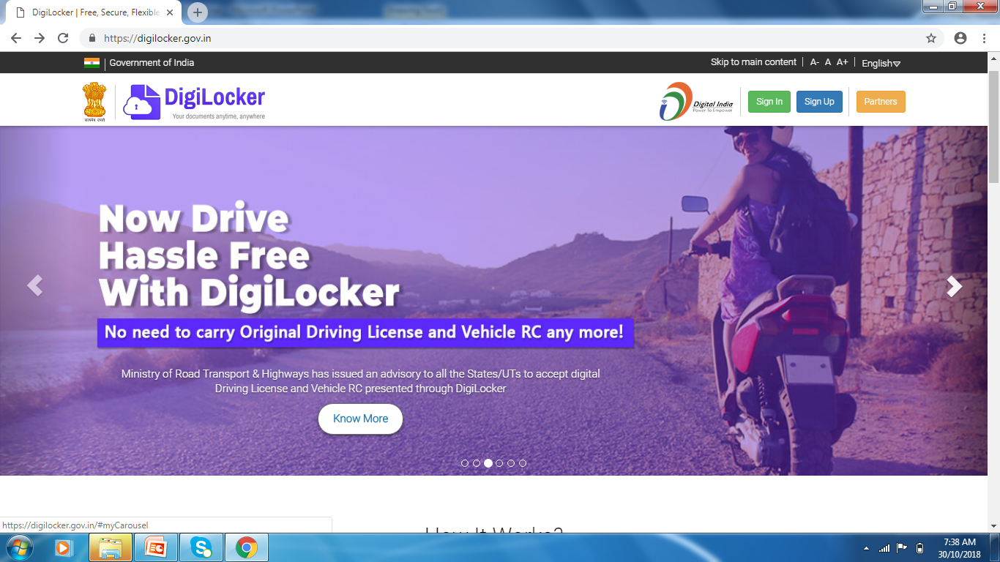 DigiLocker | Free, Secure, Flexible
https://digilocker.gov.in
Government of India
Skip to main content | A- A A+ | English
सत्यमेव जयते
DigiLocker
Your documents anytime, anywhere
Digital India
Power To Empower
Sign In
Sign Up
Partners
Now Drive
Hassle Free
With DigiLocker
No need to carry Original Driving License and Vehicle RC any more!
Ministry of Road Transport & Highways has issued an advisory to all the States/UTs to accept digital
Driving License and Vehicle RC presented through DigiLocker
Know More
How It Works?
https://digilocker.gov.in/#myCarousel
7:38 AM
30/10/2018